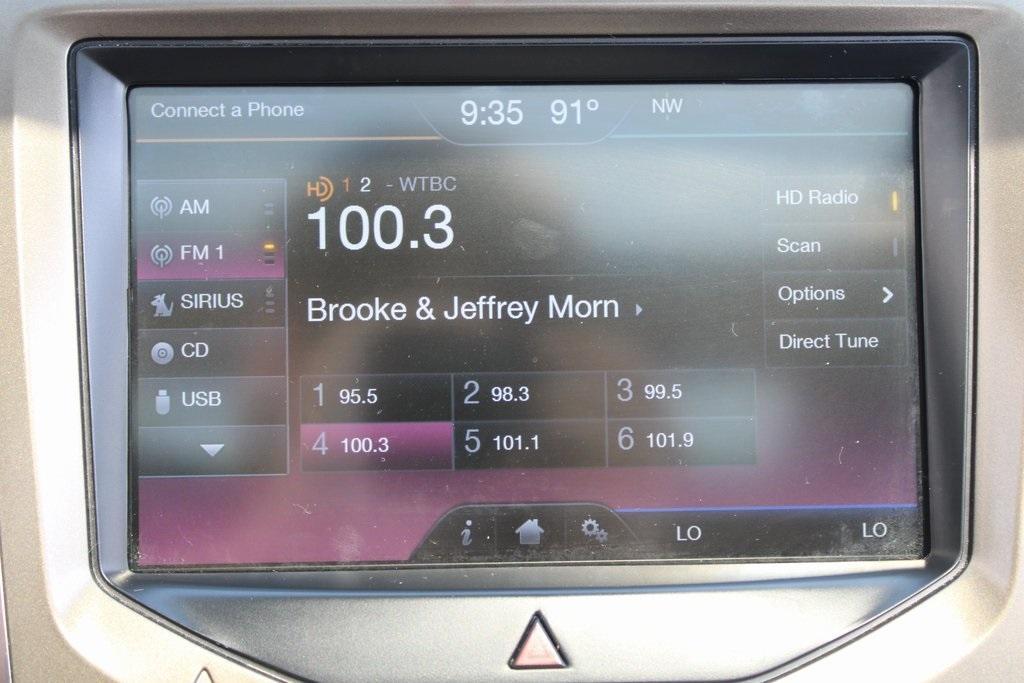 Connect a Phone
9:35 91° NW
HD 1 2 - WTBC
100.3
Brooke & Jeffrey Morn
AM
FM 1
SIRIUS
CD
USB
HD Radio
Scan
Options
Direct Tune
1 95.5 2 98.3 3 99.5
4 100.3 5 101.1 6 101.9
i LO LO